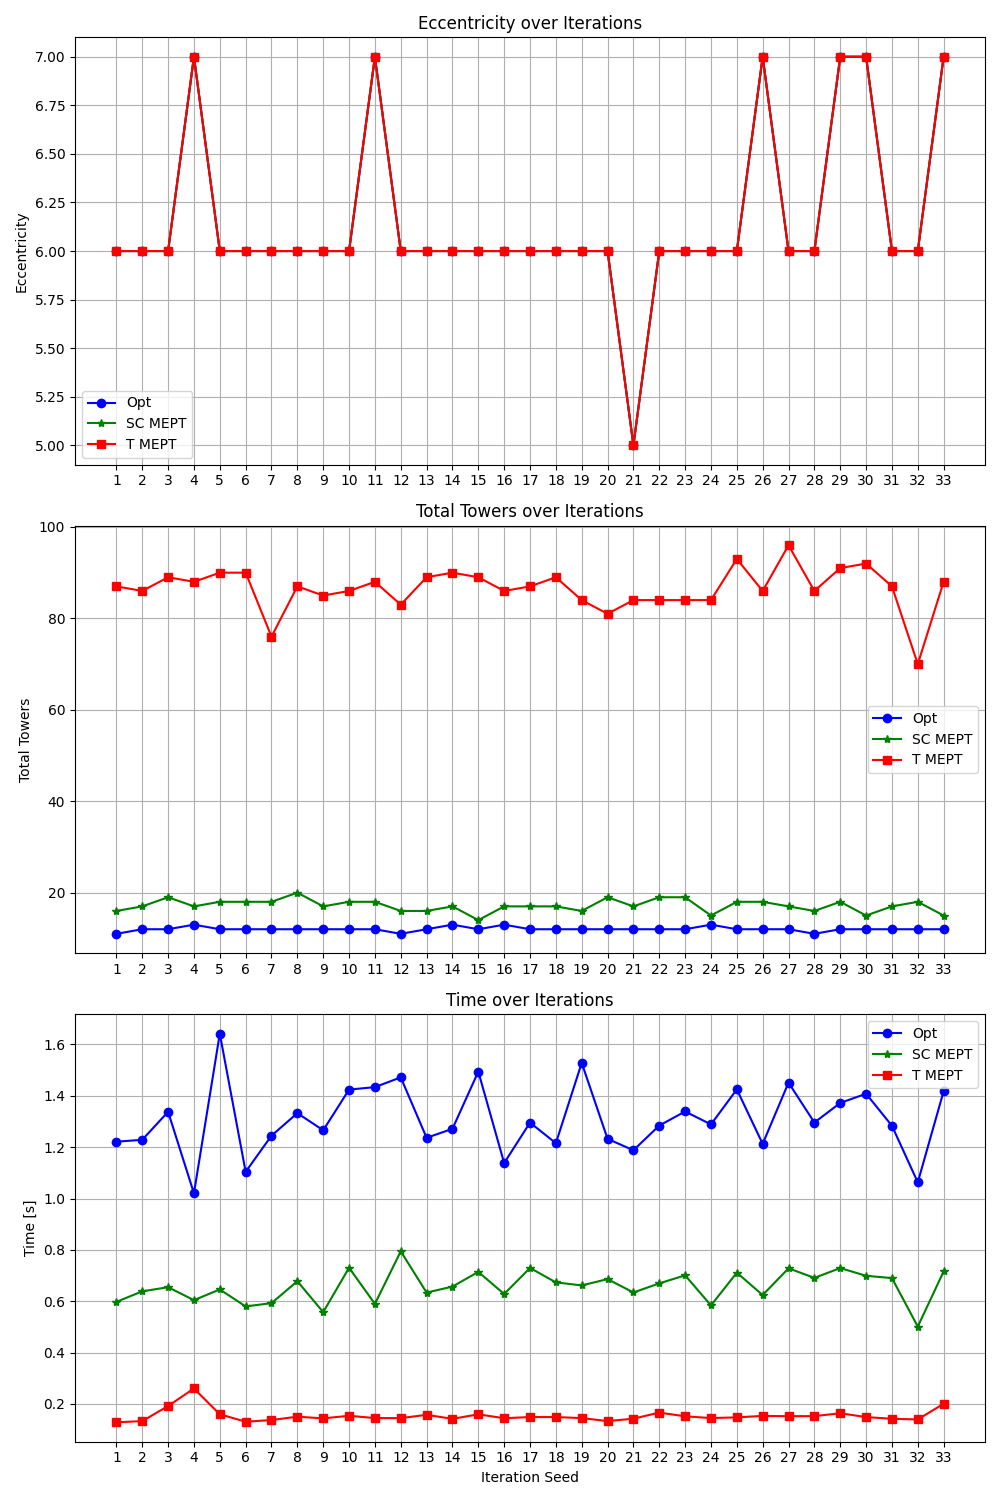 Eccentricity over Iterations
7.00
6.75
6.50
6.25
6.00
5.75
5.50
5.25
5.00
Eccentricity
Opt
SC MEPT
T MEPT
1 2 3 4 5 6 7 8 9 10 11 12 13 14 15 16 17 18 19 20 21 22 23 24 25 26 27 28 29 30 31 32 33
Total Towers over Iterations
100
80
60
40
20
Total Towers
Opt
SC MEPT
T MEPT
1 2 3 4 5 6 7 8 9 10 11 12 13 14 15 16 17 18 19 20 21 22 23 24 25 26 27 28 29 30 31 32 33
Time over Iterations
1.6
1.4
1.2
1.0
0.8
0.6
0.4
0.2
Time [s]
Opt
SC MEPT
T MEPT
1 2 3 4 5 6 7 8 9 10 11 12 13 14 15 16 17 18 19 20 21 22 23 24 25 26 27 28 29 30 31 32 33
Iteration Seed